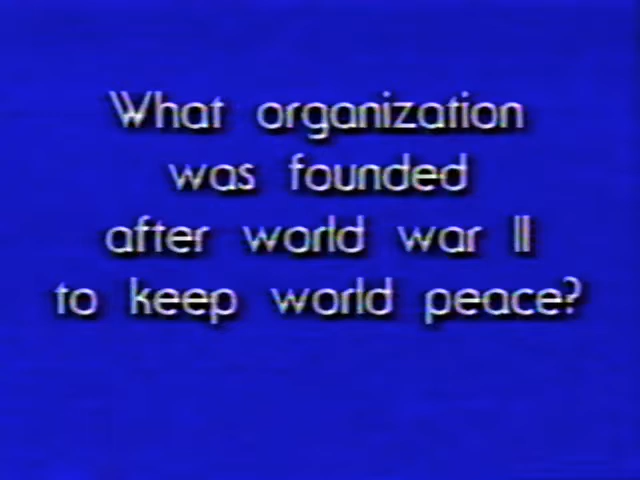 What organization
was founded
after world war II
to keep world peace?